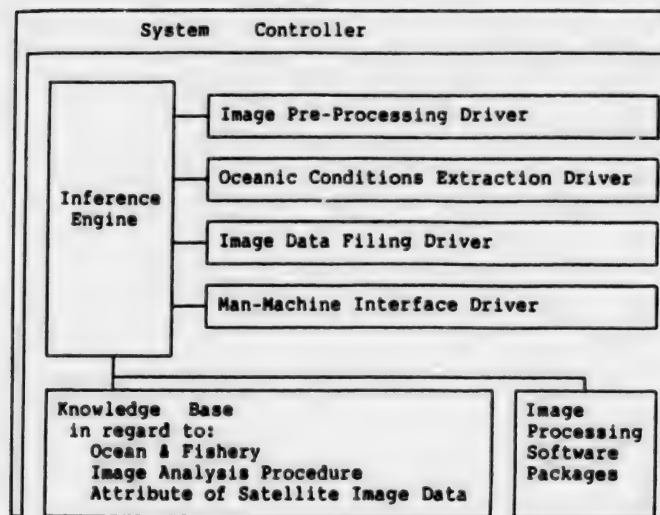 System Controller
Image Pre-Processing Driver
Oceanic Conditions Extraction Driver
Inference
Engine
Image Data Filing Driver
Man-Machine Interface Driver
Knowledge Base
in regard to:
Ocean & Fishery
Image Analysis Procedure
Attribute of Satellite Image Data
Image
Processing
Software
Packages